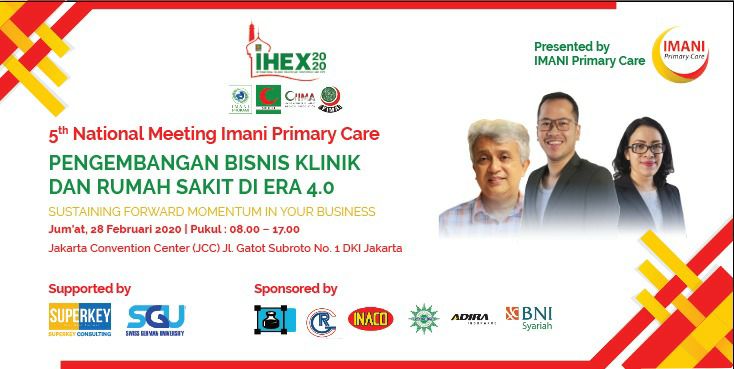 IHEX 2020
Presented by
IMANI Primary Care
IMANI
Primary Care
5th National Meeting Imani Primary Care
PENGEMBANGAN BISNIS KLINIK
DAN RUMAH SAKIT DI ERA 4.0
SUSTAINING FORWARD MOMENTUM IN YOUR BUSINESS
Jum'at, 28 Februari 2020 | Pukul : 08.00 – 17.00
Jakarta Convention Center (JCC) Jl. Gatot Subroto No. 1 DKI Jakarta
Supported by
Sponsored by
SUPERKEY
SUPERKEY CONSULTING
SGU
SWISS GERMAN UNIVERSITY
INACO
ADIRA
INSURANCE
BNI
Syariah